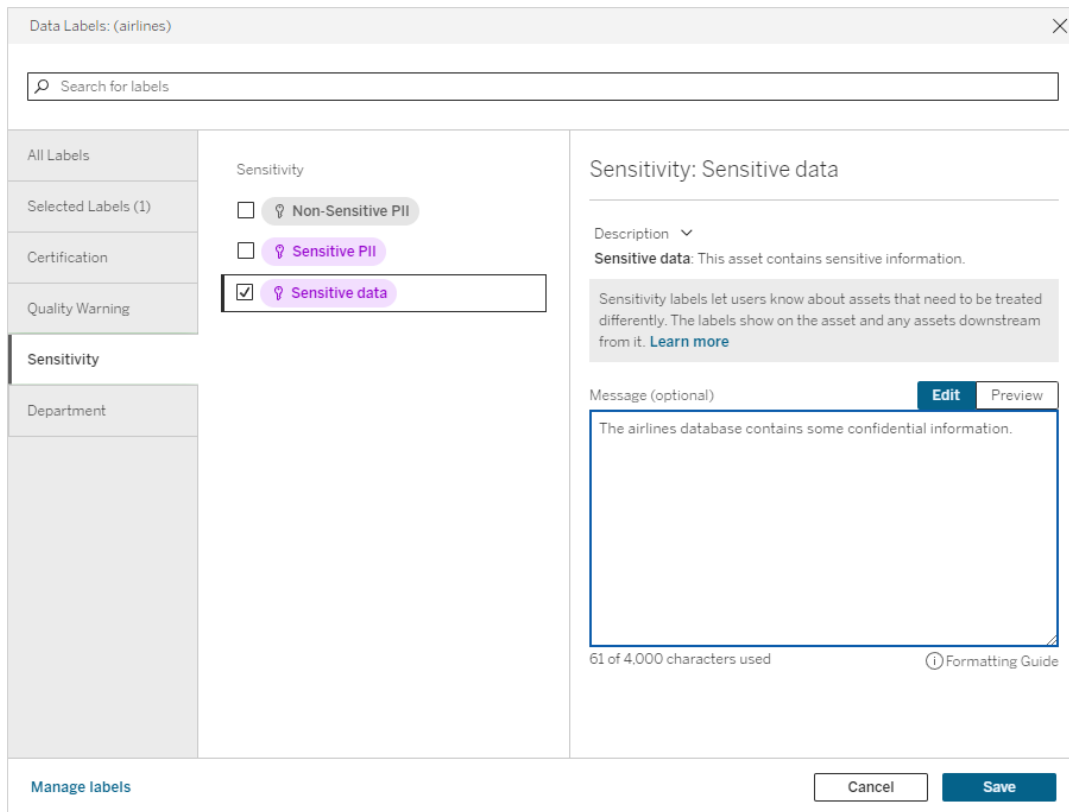 Data Labels: (airlines)
Search for labels
All Labels
Selected Labels (1)
Certification
Quality Warning
Sensitivity
Department
Sensitivity
Non-Sensitive PII
Sensitive PII
Sensitive data
Sensitivity: Sensitive data
Description
Sensitive data: This asset contains sensitive information.
Sensitivity labels let users know about assets that need to be treated
differently. The labels show on the asset and any assets downstream
from it. Learn more
Message (optional)
Edit
Preview
The airlines database contains some confidential information.
61 of 4,000 characters used
Formatting Guide
Manage labels
Cancel
Save